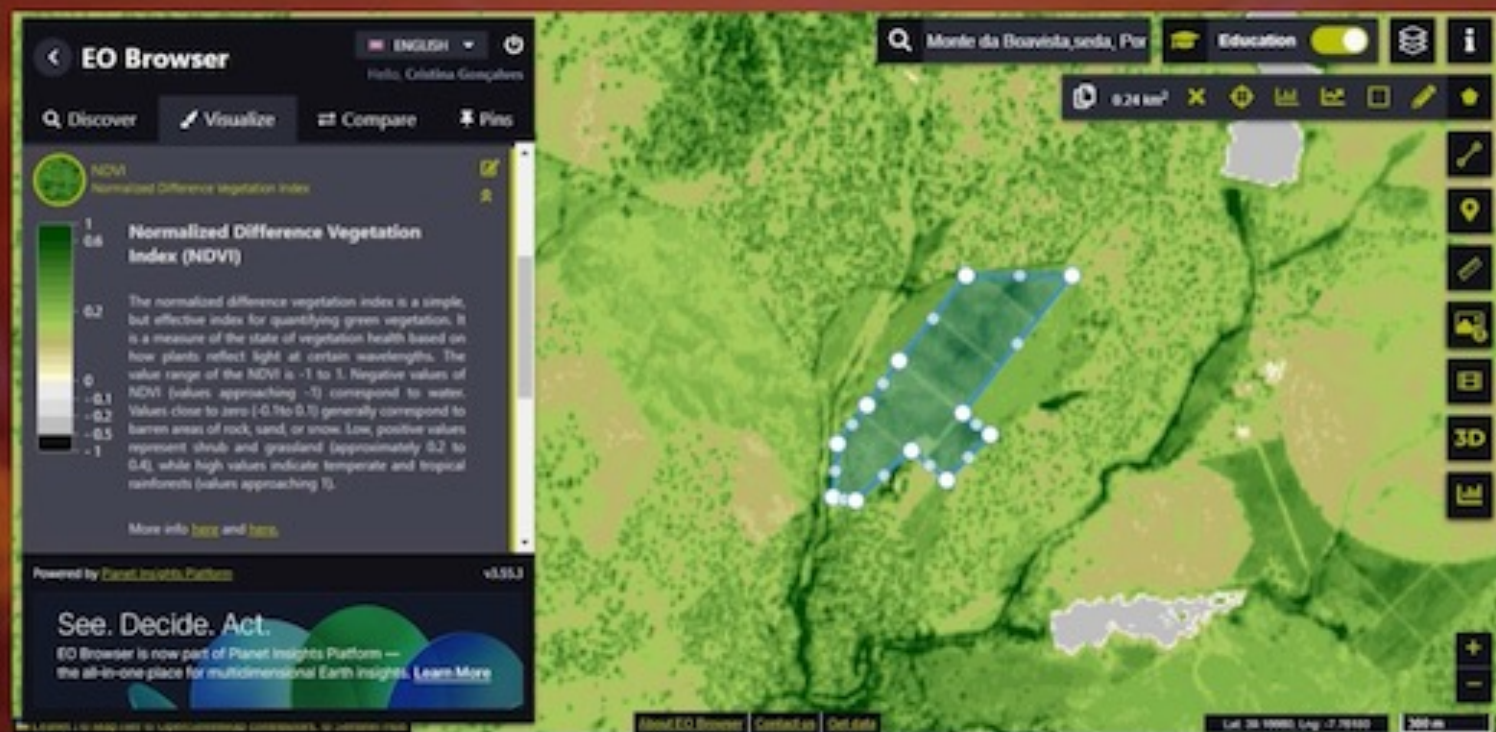 EO Browser
ENGLISH
Hello, Cristina Gonçalves
Discover
Visualize
Compare
Pins
NDVI
Normalized Difference Vegetation Index
1
0.6
0.2
0
-0.1
-0.2
-0.5
-1
Normalized Difference Vegetation
Index (NDVI)
The normalized difference vegetation index is a simple,
but effective index for quantifying green vegetation. It
is a measure of the state of vegetation health based on
how plants reflect light at certain wavelengths. The
value range of the NDVI is -1 to 1. Negative values of
NDVI (values approaching -1) correspond to water.
Values close to zero (-0.1to 0.1) generally correspond to
barren areas of rock, sand, or snow. Low, positive values
represent shrub and grassland (approximately 0.2 to
0.4), while high values indicate temperate and tropical
rainforests (values approaching 1).
More info here and here.
Powered by Planet Insights Platform
v3.55.3
See. Decide. Act.
EO Browser is now part of Planet Insights Platform —
the all-in-one place for multidimensional Earth insights. Learn More
Monte da Boavista,seda, Por
Education
0.24 km²
3D
About EO Browser
Contact us
Get data
300 m